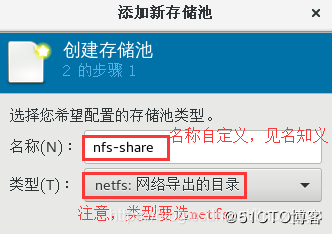 添加新存储池
创建存储池
2 的步骤 1
选择您希望配置的存储池类型。
名称(N)： nfs-share 名称自定义，见名知义
类型(T)： netfs: 网络导出的目录
注意，类型要选netfs
@51CTO博客